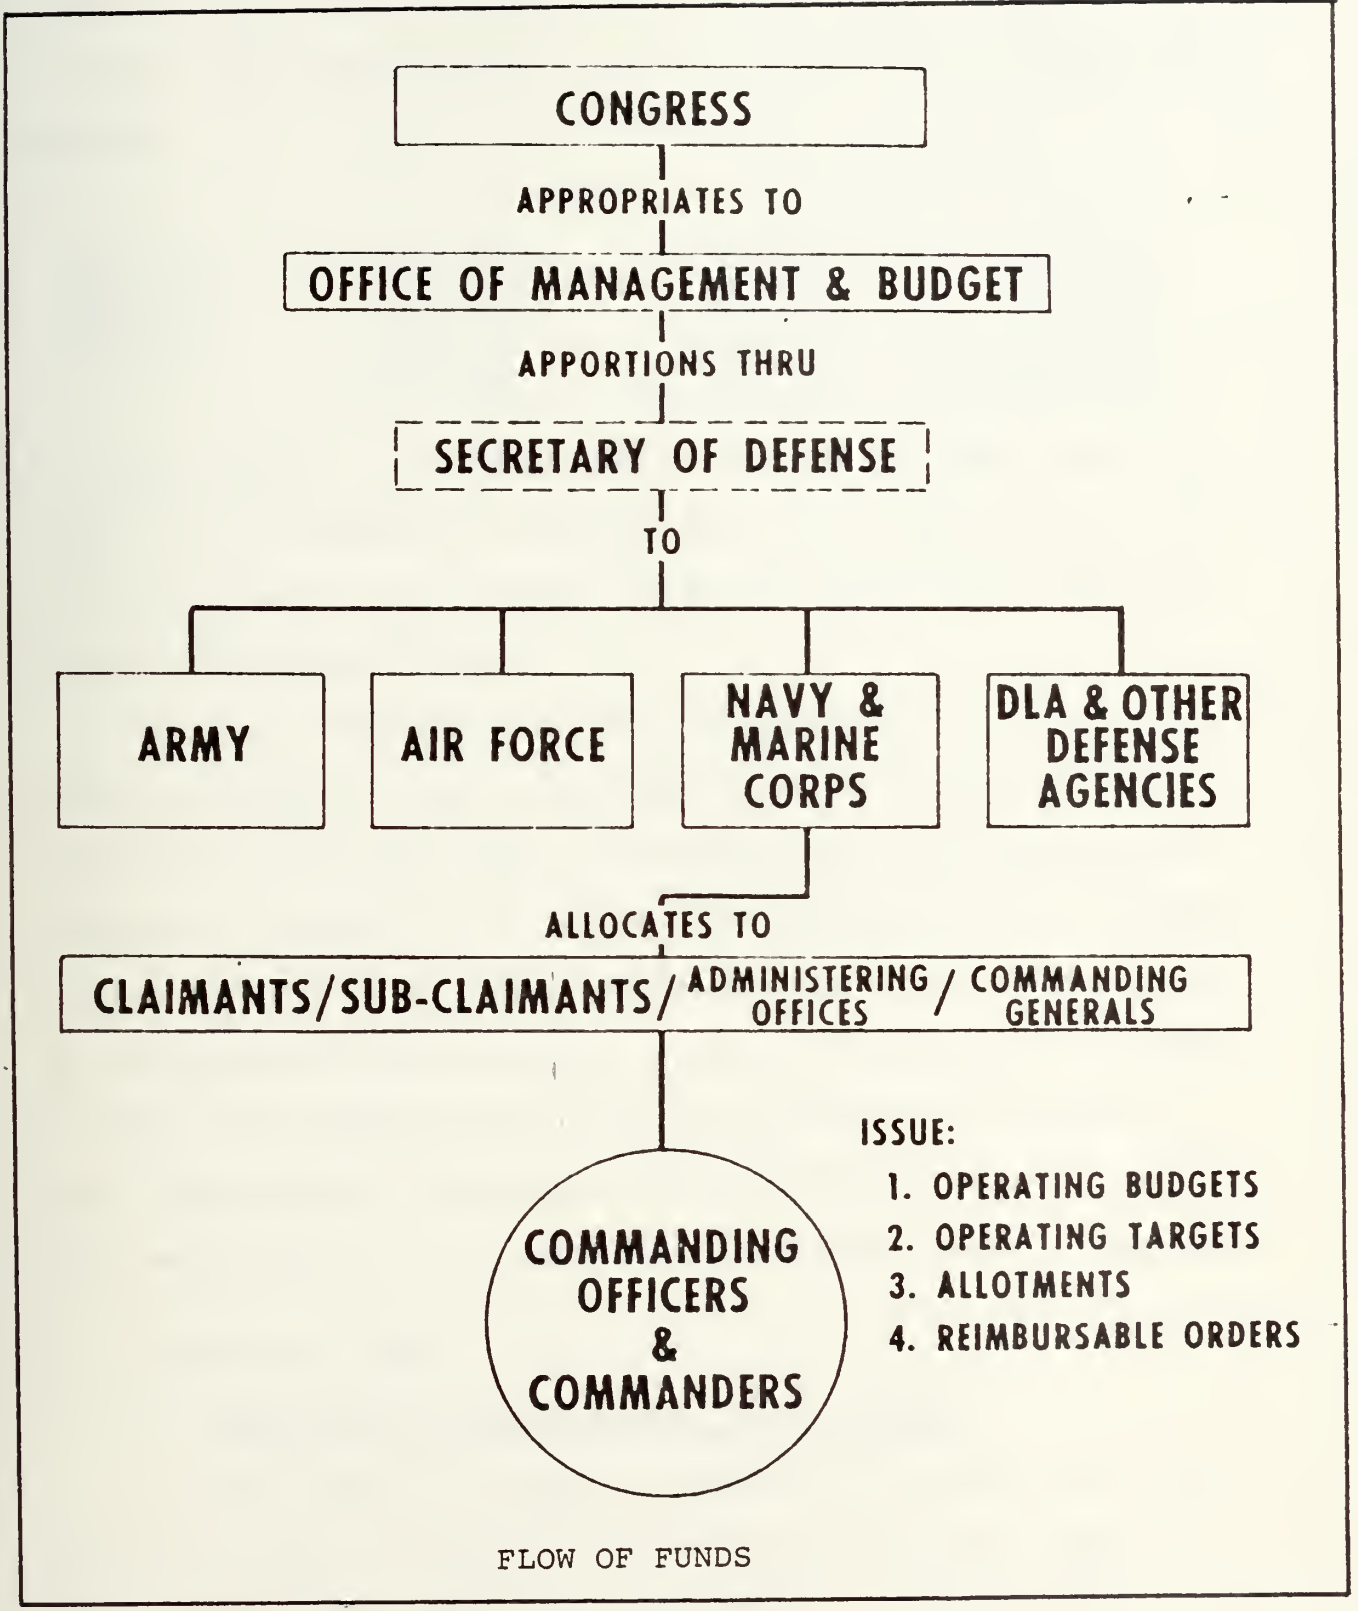 CONGRESS
APPROPRIATES TO
OFFICE OF MANAGEMENT & BUDGET
APPORTIONS THRU
SECRETARY OF DEFENSE
TO
ARMY
AIR FORCE
NAVY &
MARINE
CORPS
DLA & OTHER
DEFENSE
AGENCIES
ALLOCATES TO
CLAIMANTS/SUB-CLAIMANTS/ADMINISTERING OFFICES/COMMANDING GENERALS
COMMANDING
OFFICERS
&
COMMANDERS
ISSUE:
1. OPERATING BUDGETS
2. OPERATING TARGETS
3. ALLOTMENTS
4. REIMBURSABLE ORDERS
FLOW OF FUNDS